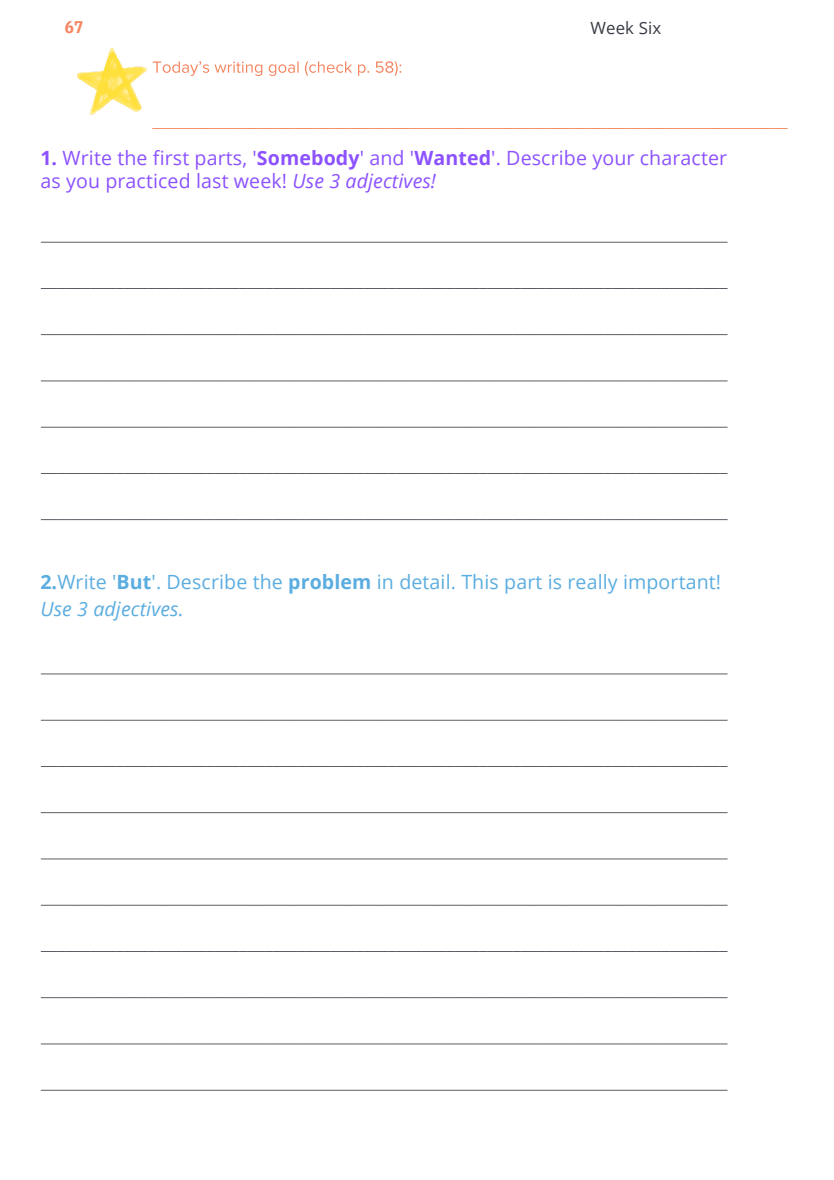 67
Week Six
Today's writing goal (check p. 58):
1. Write the first parts, 'Somebody' and 'Wanted'. Describe your character
as you practiced last week! Use 3 adjectives!
2.Write 'But'. Describe the problem in detail. This part is really important!
Use 3 adjectives.